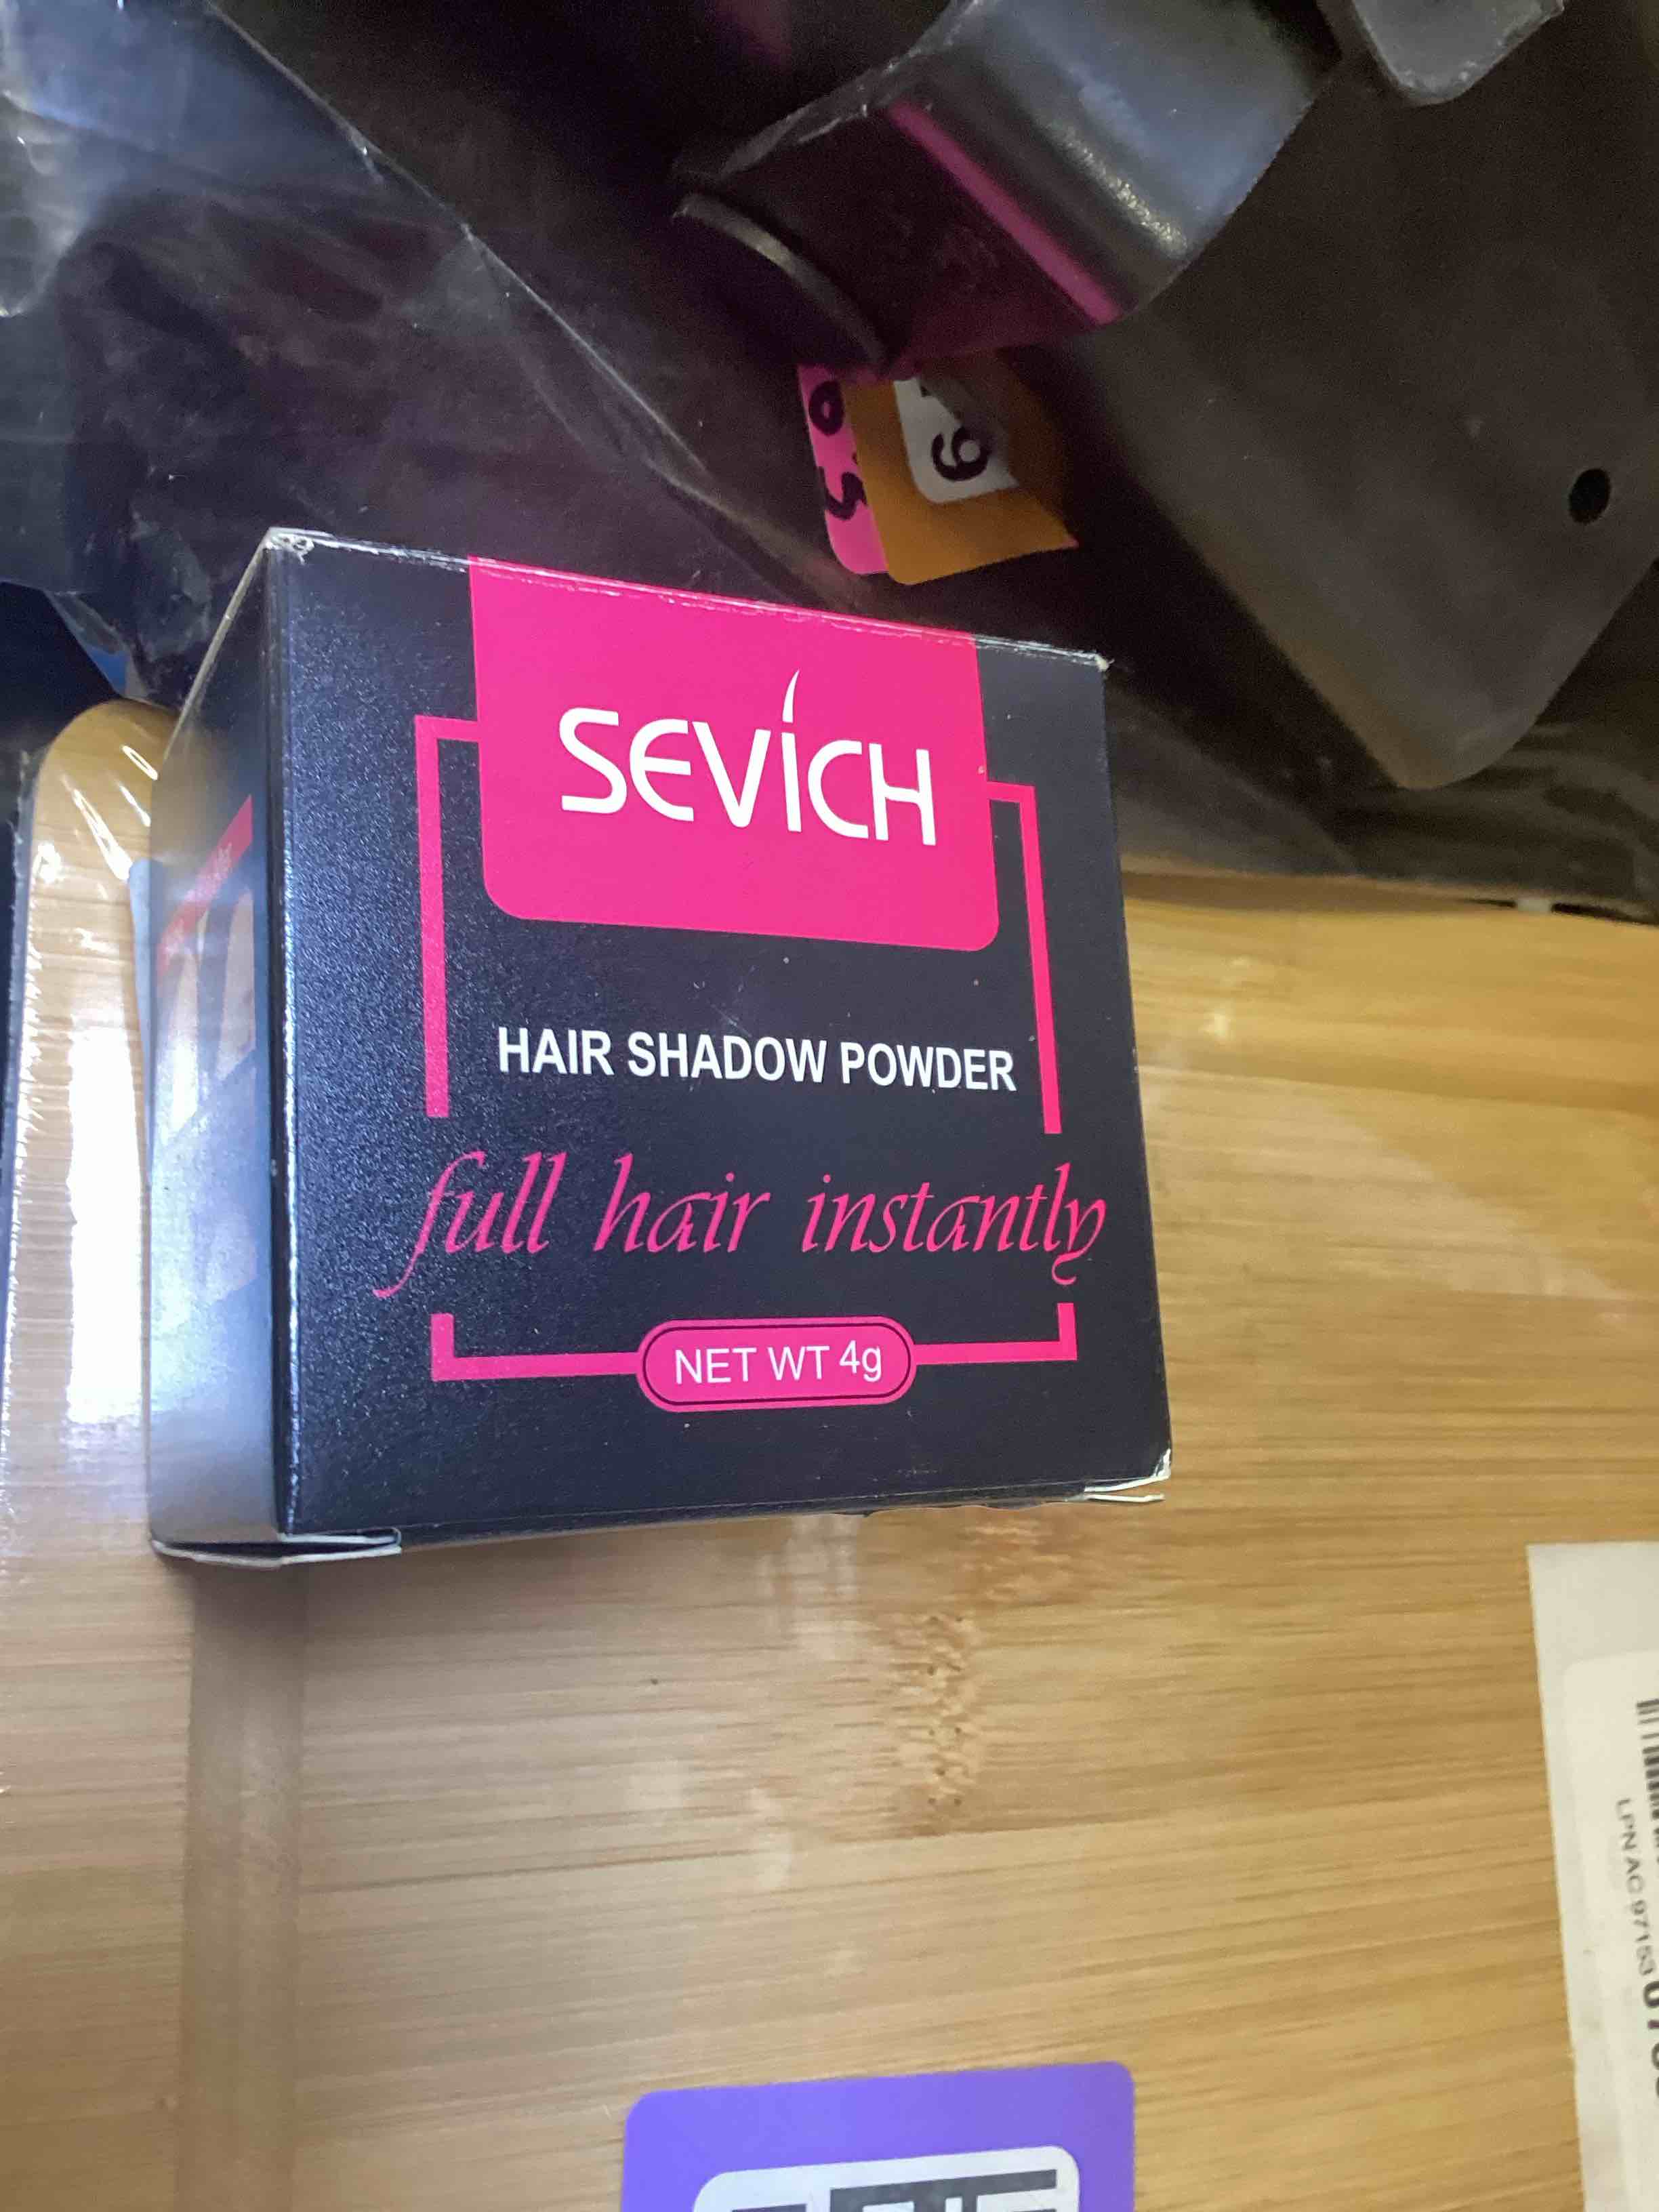 SEVICH
HAIR SHADOW POWDER
full hair instantly
NET WT 4g